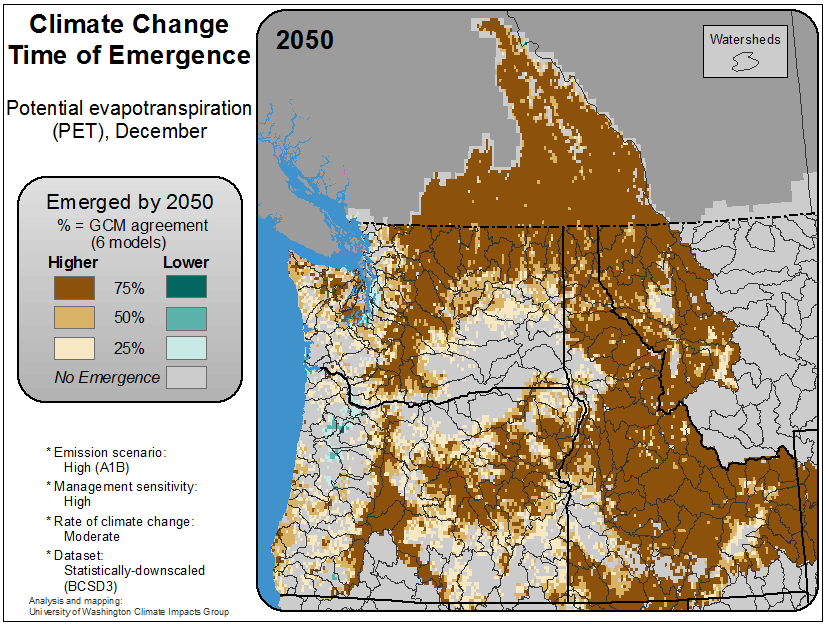 Climate Change
Time of Emergence
Potential evapotranspiration
(PET), December
Emerged by 2050
% = GCM agreement
(6 models)
Higher Lower
75%
50%
25%
No Emergence
* Emission scenario:
High (A1B)
* Management sensitivity:
High
* Rate of climate change:
Moderate
* Dataset:
Statistically-downscaled
(BCSD3)
Analysis and mapping:
University of Washington Climate Impacts Group
2050
Watersheds